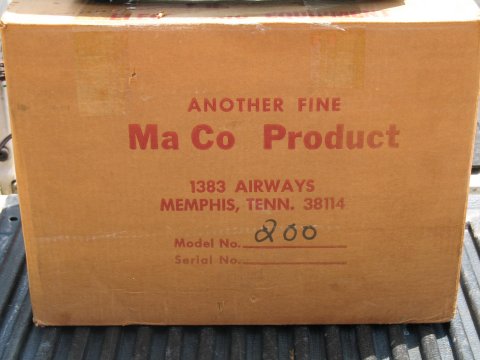 ANOTHER FINE
Ma Co Product
1383 AIRWAYS
MEMPHIS, TENN. 38114
Model No. 200
Serial No.